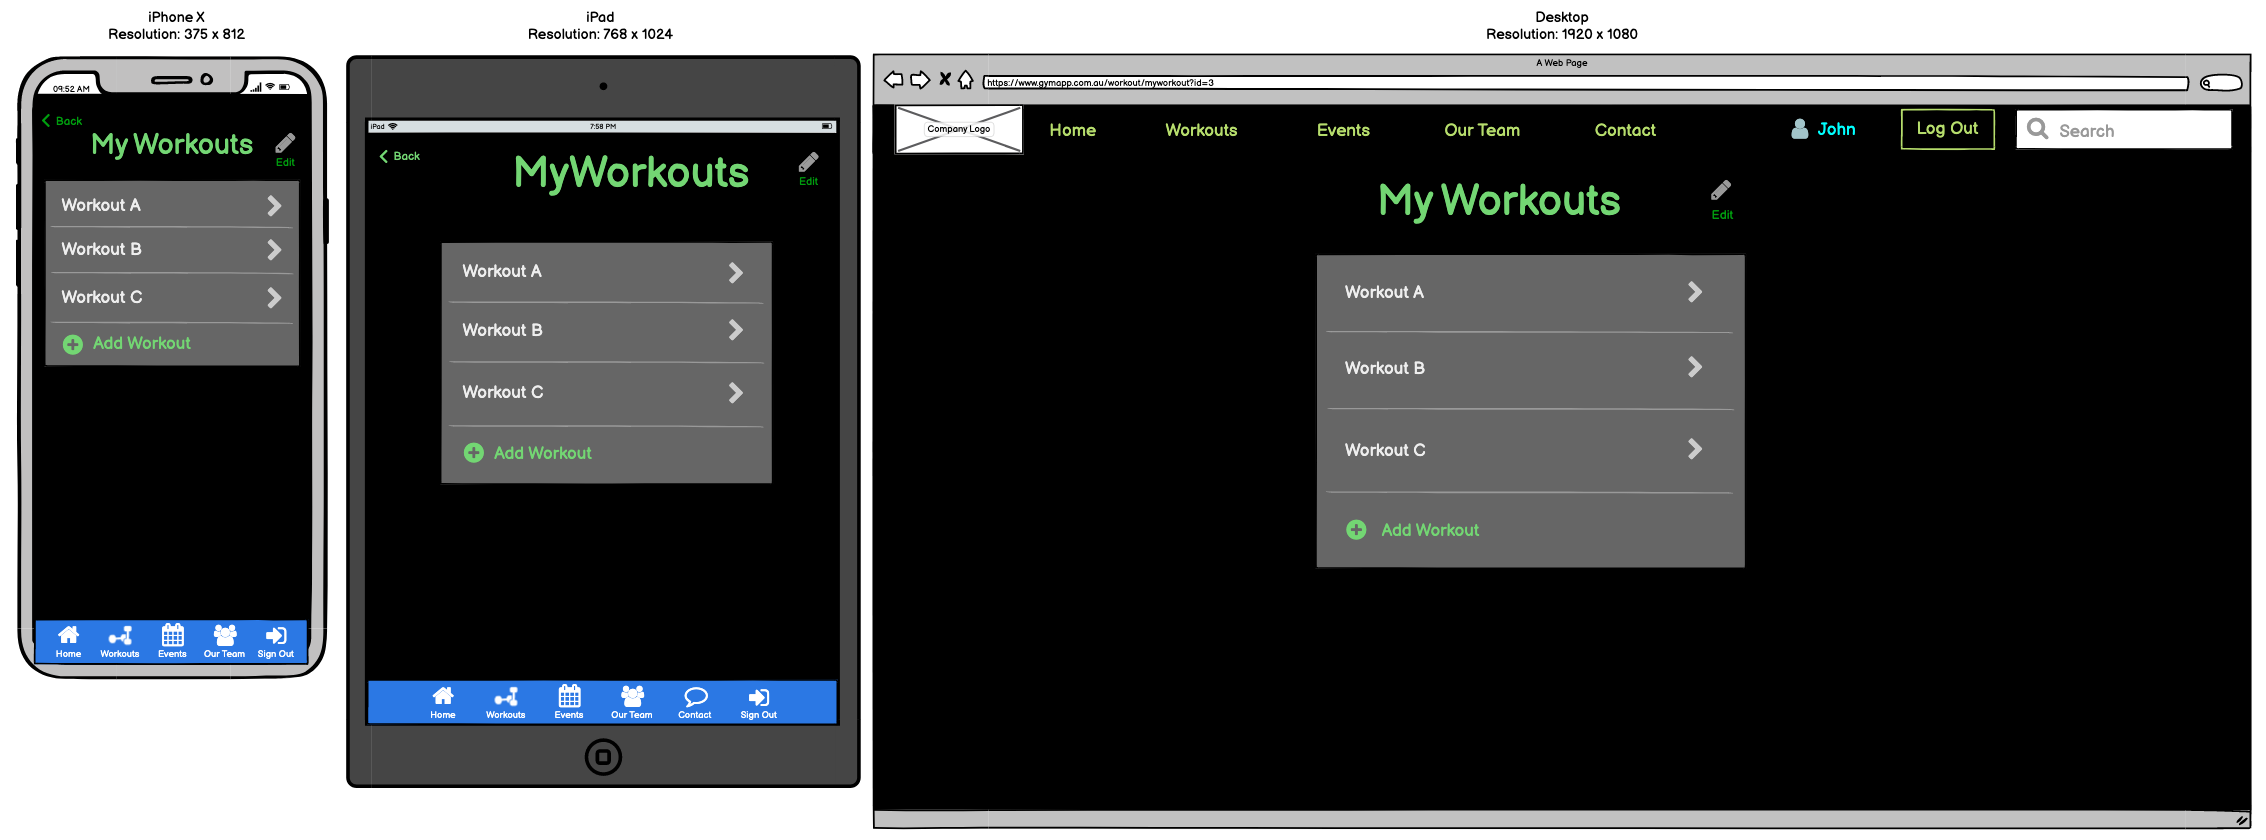 iPhone X
Resolution: 375 x 812
09:52 AM
Back
My Workouts
Edit
Workout A
Workout B
Workout C
Add Workout
Home Workouts Events Our Team Sign Out
iPad
Resolution: 768 x 1024
iPad 7:58 PM
Back
MyWorkouts
Edit
Workout A
Workout B
Workout C
Add Workout
Home Workouts Events Our Team Contact Sign Out
Desktop
Resolution: 1920 x 1080
A Web Page
https://www.gymapp.com.au/workout/myworkout?id=3
Company Logo Home Workouts Events Our Team Contact John Log Out Search
My Workouts
Edit
Workout A
Workout B
Workout C
Add Workout